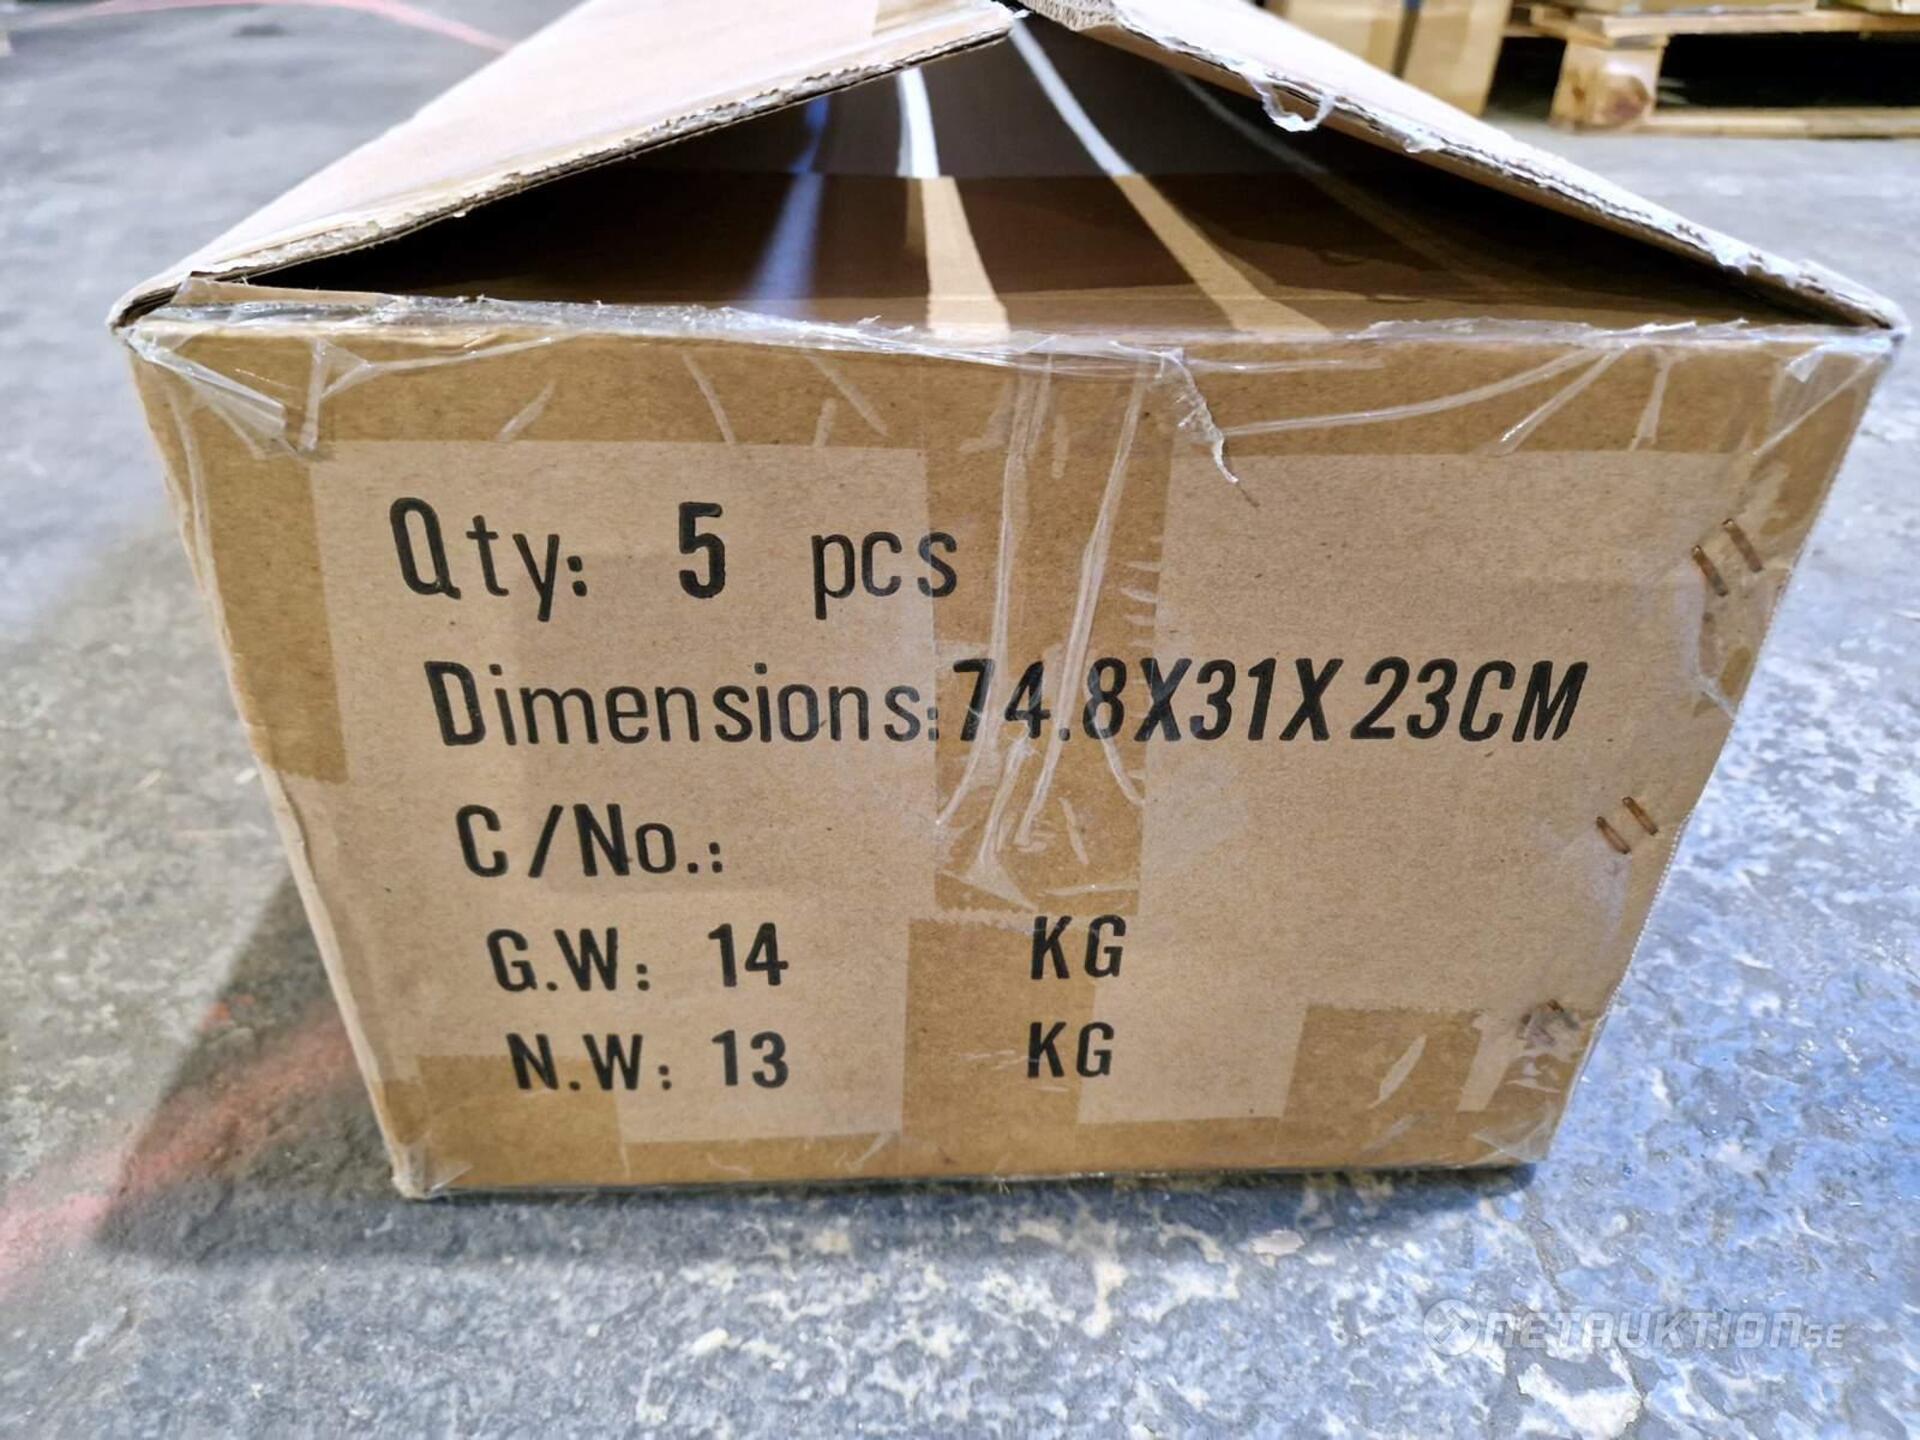 Qty: 5 pcs
Dimensions:74.8X31X23CM
C/No.:
G.W: 14 KG
N.W: 13 KG
NETAUKTION.SE